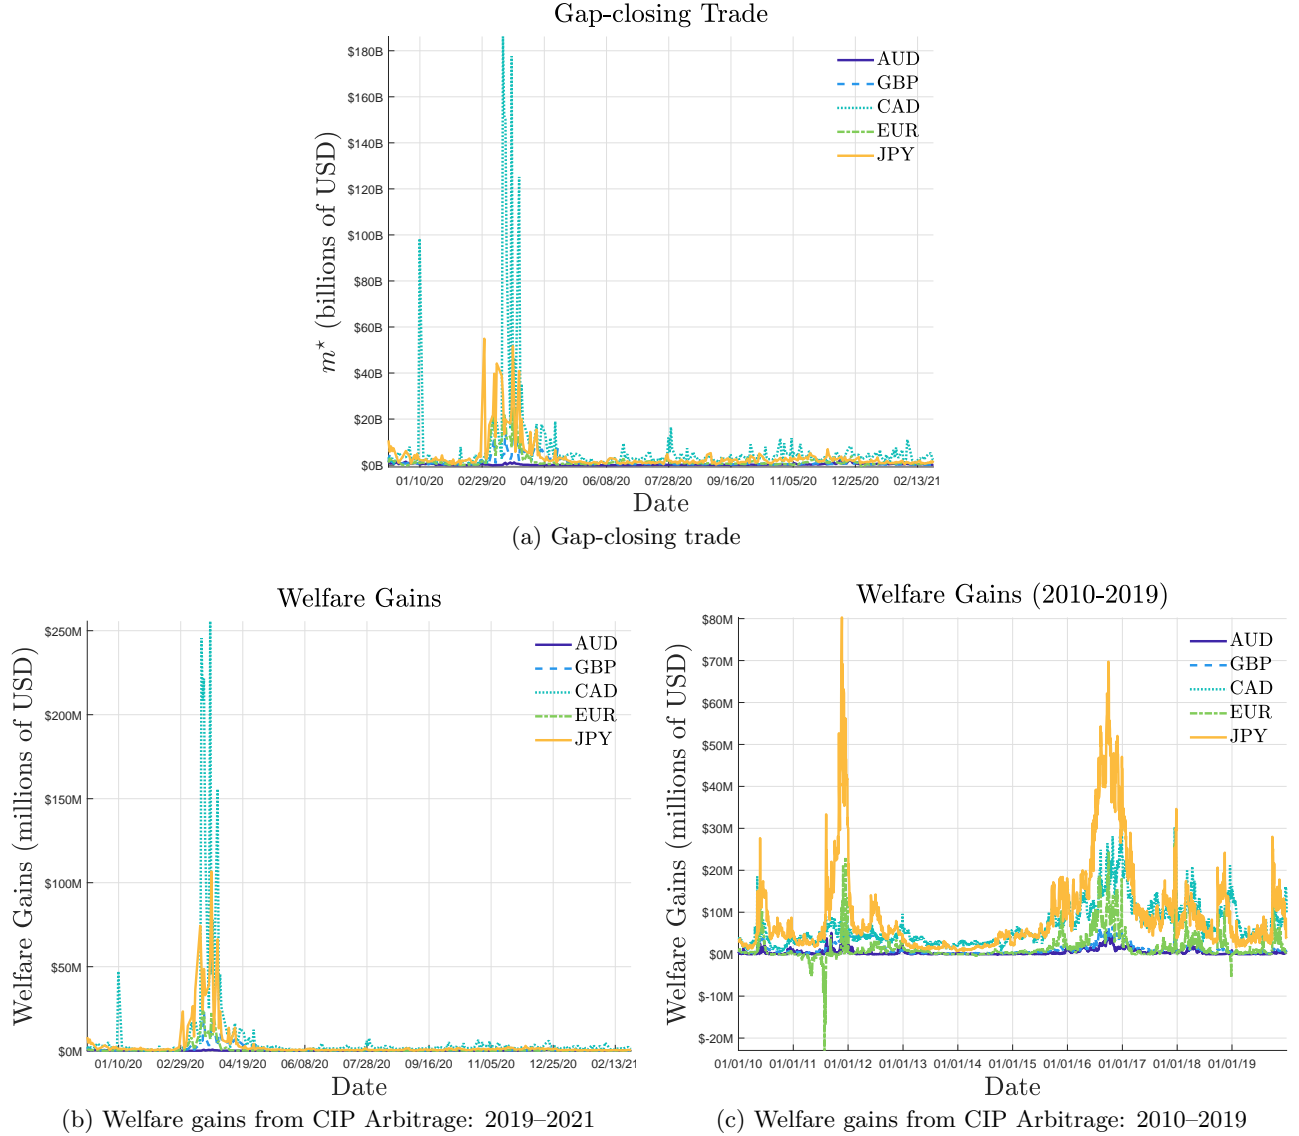 Gap-closing Trade
$180B
$160B
$140B
$120B
$100B
$80B
$60B
$40B
$20B
$0B
m⋆ (billions of USD)
AUD
GBP
CAD
EUR
JPY
01/10/20 02/29/20 04/19/20 06/08/20 07/28/20 09/16/20 11/05/20 12/25/20 02/13/21
Date
(a) Gap-closing trade
Welfare Gains
$250M
$200M
$150M
$100M
$50M
$0M
Welfare Gains (millions of USD)
AUD
GBP
CAD
EUR
JPY
01/10/20 02/29/20 04/19/20 06/08/20 07/28/20 09/16/20 11/05/20 12/25/20 02/13/21
Date
(b) Welfare gains from CIP Arbitrage: 2019–2021
Welfare Gains (2010-2019)
$80M
$70M
$60M
$50M
$40M
$30M
$20M
$10M
$0M
$-10M
$-20M
Welfare Gains (millions of USD)
AUD
GBP
CAD
EUR
JPY
01/01/10 01/01/11 01/01/12 01/01/13 01/01/14 01/01/15 01/01/16 01/01/17 01/01/18 01/01/19
Date
(c) Welfare gains from CIP Arbitrage: 2010–2019